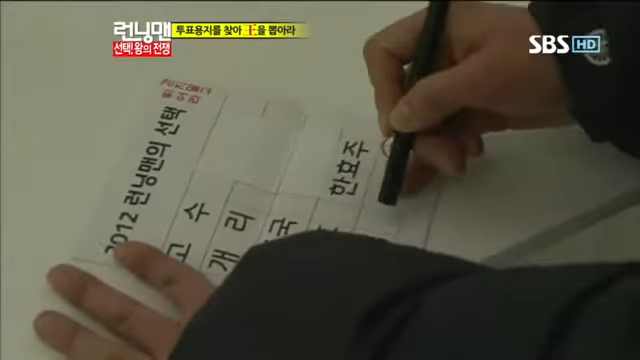 런닝맨
선택! 왕의 전쟁
투표용지를 찾아 王을 뽑아라
SBS HD
2012 런닝맨의 선택
고수
개리
국
한효주